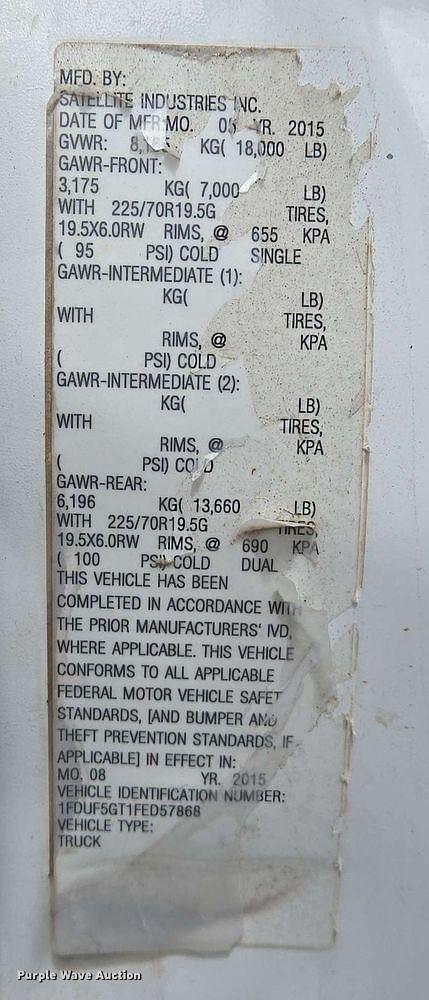 MFD. BY:
SATELLITE INDUSTRIES INC.
DATE OF MFR MO. YR. 2015
GVWR: KG( 18,000 LB)
GAWR-FRONT:
3,175 KG( 7,000 LB)
WITH 225/70R19.5G TIRES,
19.5X6.0RW RIMS, @ 655 KPA
( 95 PSI) COLD SINGLE
GAWR-INTERMEDIATE (1):
KG( LB)
WITH TIRES,
RIMS, @ KPA
( PSI) COLD
GAWR-INTERMEDIATE (2):
KG( LB)
WITH TIRES,
RIMS, @ KPA
( PSI) COLD
GAWR-REAR:
6,196 KG( 13,660 LB)
WITH 225/70R19.5G TIRES,
19.5X6.0RW RIMS, @ 690 KPA
( 100 PSI) COLD DUAL
THIS VEHICLE HAS BEEN
COMPLETED IN ACCORDANCE WITH
THE PRIOR MANUFACTURERS' IVD,
WHERE APPLICABLE. THIS VEHICLE
CONFORMS TO ALL APPLICABLE
FEDERAL MOTOR VEHICLE SAFETY
STANDARDS, [AND BUMPER AND
THEFT PREVENTION STANDARDS, IF
APPLICABLE] IN EFFECT IN:
MO. 08 YR. 2015
VEHICLE IDENTIFICATION NUMBER:
1FDUF5GT1FED57868
VEHICLE TYPE:
TRUCK
Purple Wave Auction